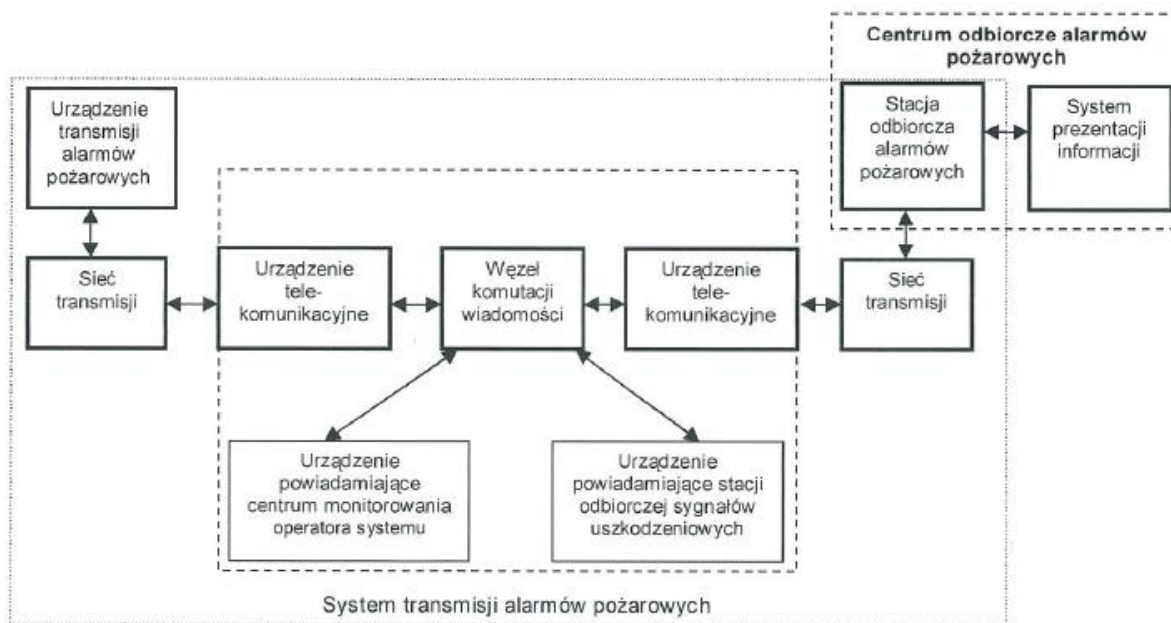 Centrum odbiorcze alarmów
pożarowych
Urządzenie
transmisji
alarmów
pożarowych
Stacja
odbiorcza
alarmów
pożarowych
System
prezentacji
informacji
Sieć
transmisji
Urządzenie
tele-
komunikacyjne
Węzeł
komutacji
wiadomości
Urządzenie
tele-
komunikacyjne
Sieć
transmisji
Urządzenie
powiadamiające
centrum monitorowania
operatora systemu
Urządzenie
powiadamiające stacji
odbiorczej sygnałów
uszkodzeniowych
System transmisji alarmów pożarowych